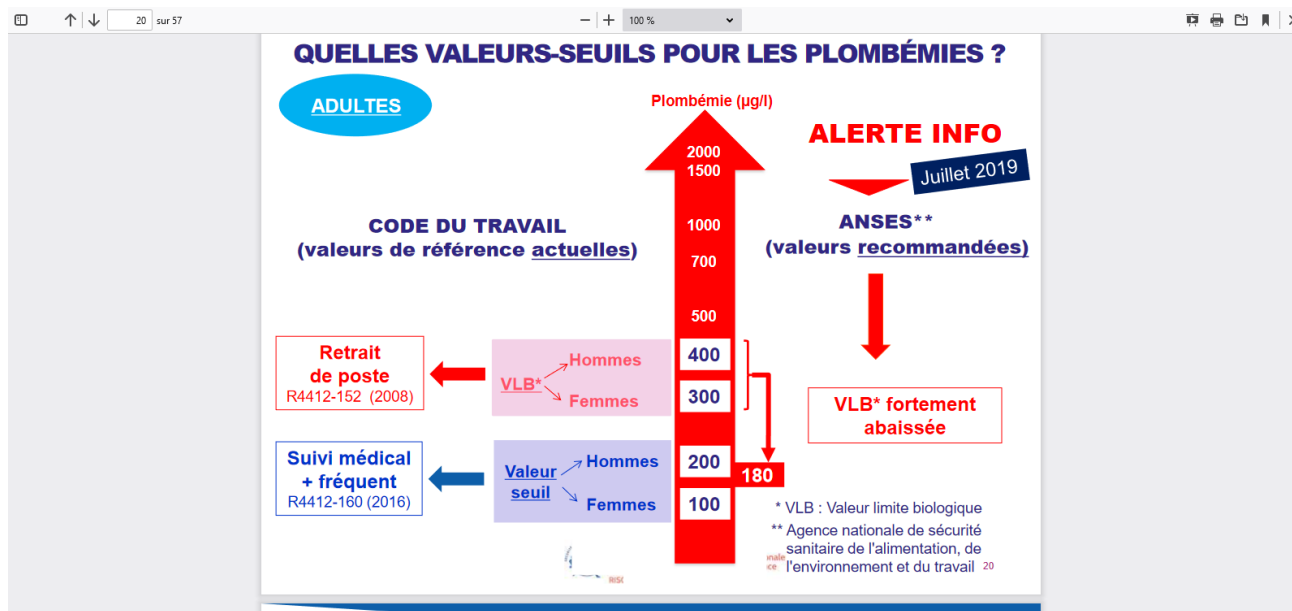 20 sur 57
100 %
QUELLES VALEURS-SEUILS POUR LES PLOMBÉMIES ?
ADULTES
Plombémie (µg/l)
ALERTE INFO
Juillet 2019
2000
1500
CODE DU TRAVAIL
(valeurs de référence actuelles)
1000
700
500
ANSES**
(valeurs recommandées)
Retrait
de poste
R4412-152 (2008)
VLB*
Hommes
Femmes
400
300
VLB* fortement
abaissée
Suivi médical
+ fréquent
R4412-160 (2016)
Valeur
seuil
Hommes
Femmes
200
100
180
* VLB : Valeur limite biologique
** Agence nationale de sécurité
sanitaire de l'alimentation, de
l'environnement et du travail
20